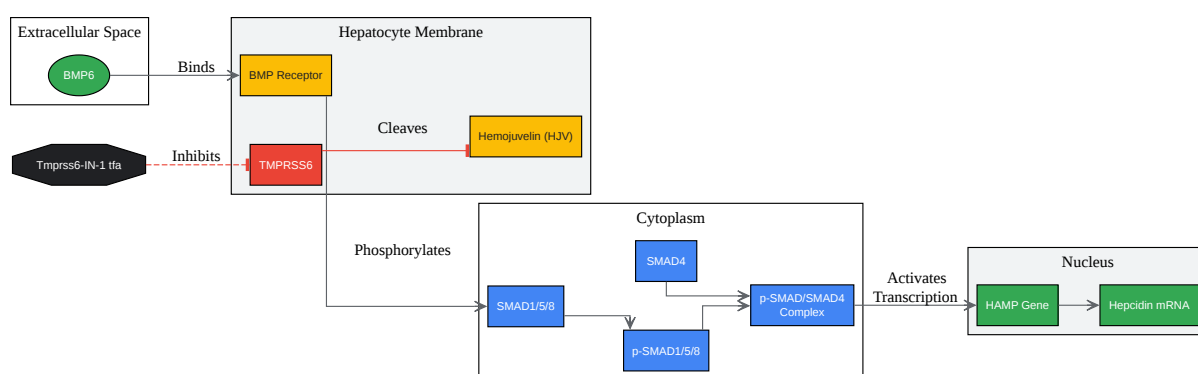 Extracellular Space
BMP6
Binds
Hepatocyte Membrane
BMP Receptor
Cleaves
Hemojuvelin (HJV)
Tmprss6-IN-1 tfa
Inhibits
TMPRSS6
Phosphorylates
Cytoplasm
SMAD4
SMAD1/5/8
p-SMAD1/5/8
p-SMAD/SMAD4
Complex
Activates
Transcription
Nucleus
HAMP Gene
Hepcidin mRNA